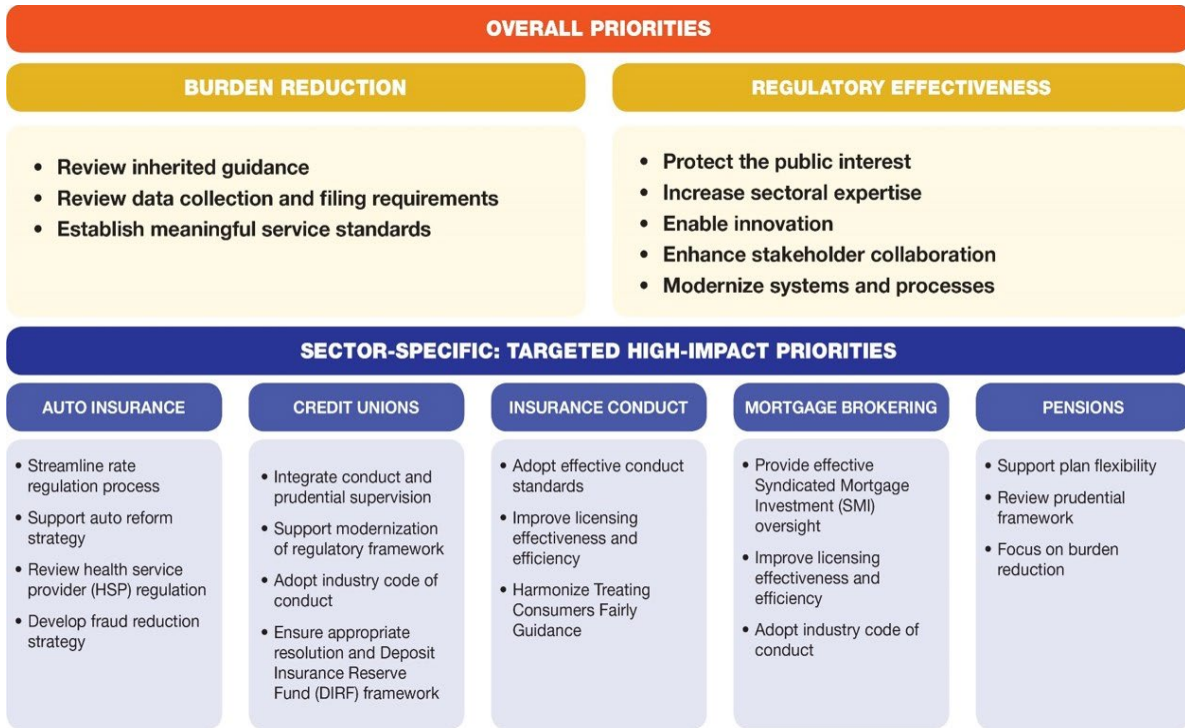 OVERALL PRIORITIES
BURDEN REDUCTION
• Review inherited guidance
• Review data collection and filing requirements
• Establish meaningful service standards
REGULATORY EFFECTIVENESS
• Protect the public interest
• Increase sectoral expertise
• Enable innovation
• Enhance stakeholder collaboration
• Modernize systems and processes
SECTOR-SPECIFIC: TARGETED HIGH-IMPACT PRIORITIES
AUTO INSURANCE
• Streamline rate
regulation process
• Support auto reform
strategy
• Review health service
provider (HSP) regulation
• Develop fraud reduction
strategy
CREDIT UNIONS
• Integrate conduct and
prudential supervision
• Support modernization
of regulatory framework
• Adopt industry code of
conduct
• Ensure appropriate
resolution and Deposit
Insurance Reserve
Fund (DIRF) framework
INSURANCE CONDUCT
• Adopt effective conduct
standards
• Improve licensing
effectiveness and
efficiency
• Harmonize Treating
Consumers Fairly
Guidance
MORTGAGE BROKERING
• Provide effective
Syndicated Mortgage
Investment (SMI)
oversight
• Improve licensing
effectiveness and
efficiency
• Adopt industry code of
conduct
PENSIONS
• Support plan flexibility
• Review prudential
framework
• Focus on burden
reduction